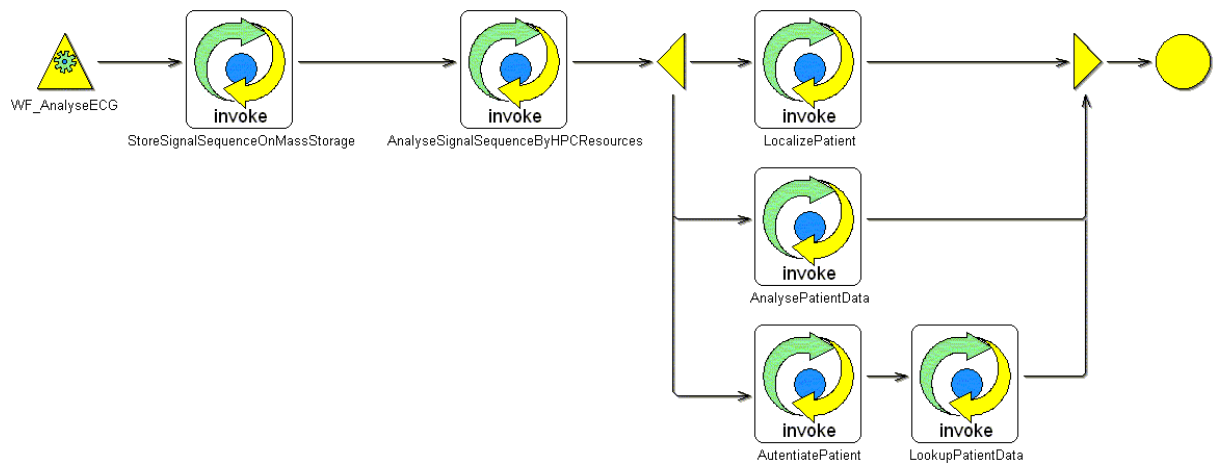 invoke
invoke
invoke
WF_AnalyseECG
StoreSignalSequenceOnMassStorage
AnalyseSignalSequenceByHPCResources
LocalizePatient
invoke
AnalysePatientData
invoke
invoke
AutentiatePatient
LookupPatientData